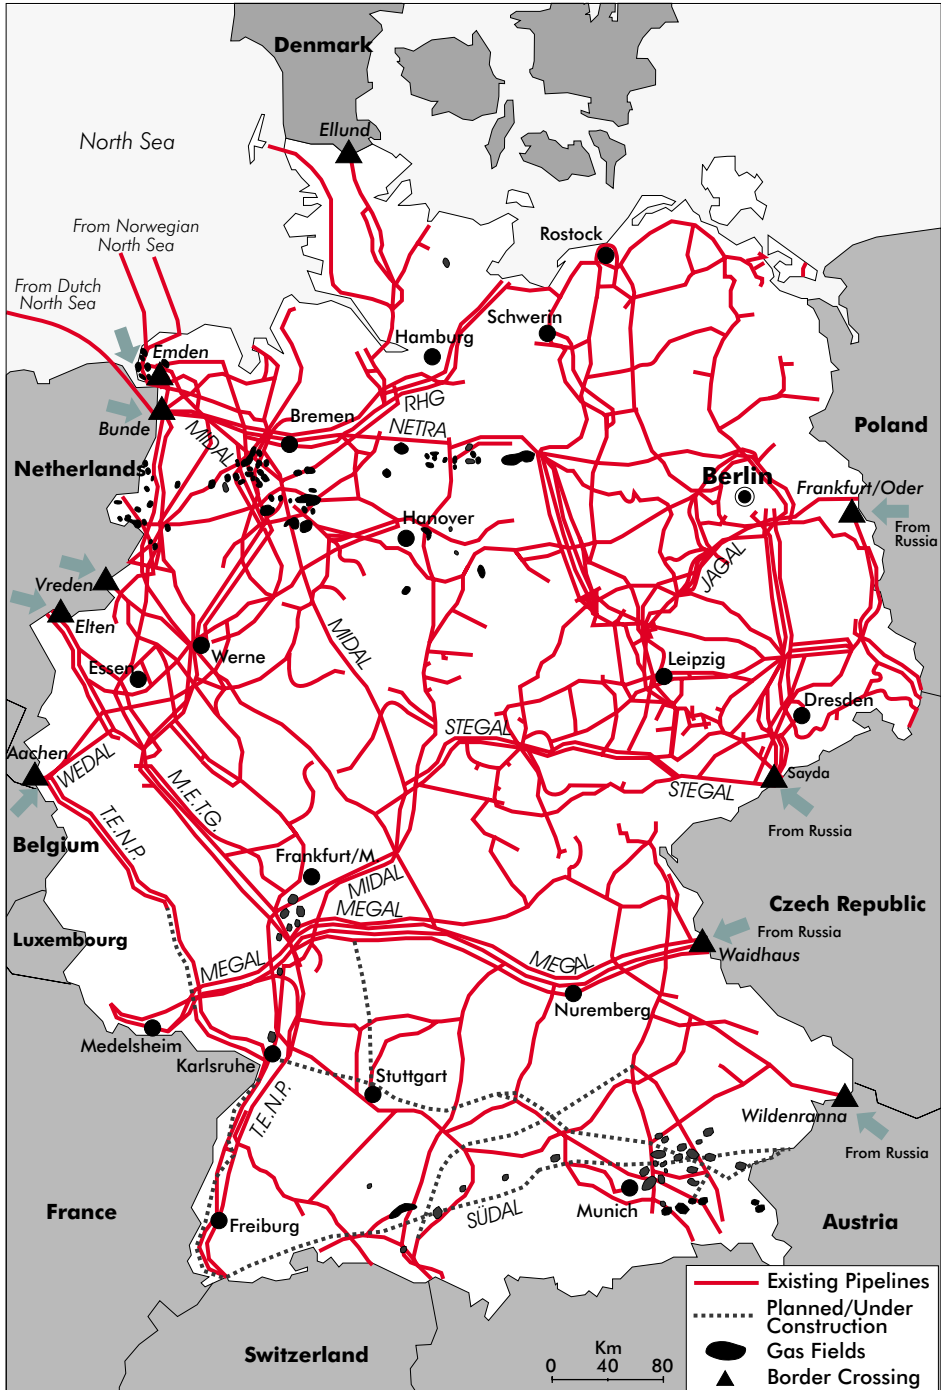 Denmark
Ellund
North Sea
From Norwegian
North Sea
From Dutch
North Sea
Rostock
Schwerin
Hamburg
Emden
RHG
Bremen
Bunde
MIDAL
NETRA
Poland
Netherlands
Berlin
Frankfurt/Oder
Hanover
From
Russia
JAGAL
Vreden
Elten
MIDAL
Werne
Essen
Leipzig
Dresden
STEGAL
Aachen
WEDAL
Sayda
STEGAL
M.E.T.G.
T.E.N.P.
From Russia
Belgium
Frankfurt/M.
MIDAL
MEGAL
Czech Republic
Luxembourg
From Russia
Waidhaus
MEGAL
MEGAL
Nuremberg
Medelsheim
Karlsruhe
Stuttgart
T.E.N.P.
Wildenranna
From Russia
France
SÜDAL
Munich
Freiburg
Austria
Existing Pipelines
Planned/Under
Construction
Gas Fields
Border Crossing
Switzerland
Km
0 40 80